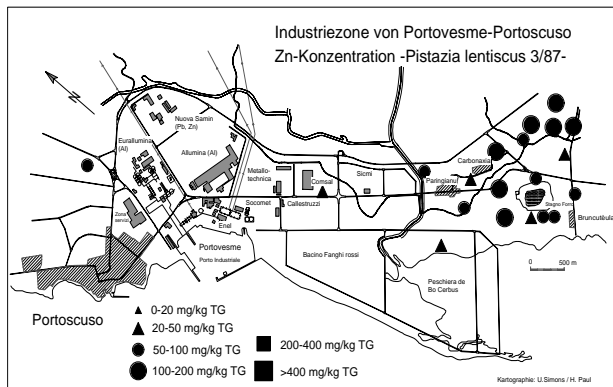 Industriezone von Portovesme-Portoscuso
Zn-Konzentration -Pistazia lentiscus 3/87-
N
Nuova Samin
(Pb, Zn)
Eurallumina
(Al)
Allumina (Al)
Metallo-
technica
Comsal
Sicmi
Paringianu
Carbonaxia
Stagno Forru
Bruncutèula
Zona
servizi
Socomet
Callestruzzi
Enel
Portovesme
Porto Industriale
Bacino Fanghi rossi
Peschiera de
Bo Cerbus
0 500 m
Portoscuso
0-20 mg/kg TG
20-50 mg/kg TG
50-100 mg/kg TG
100-200 mg/kg TG
200-400 mg/kg TG
>400 mg/kg TG
Kartographie: U.Simons / H. Paul